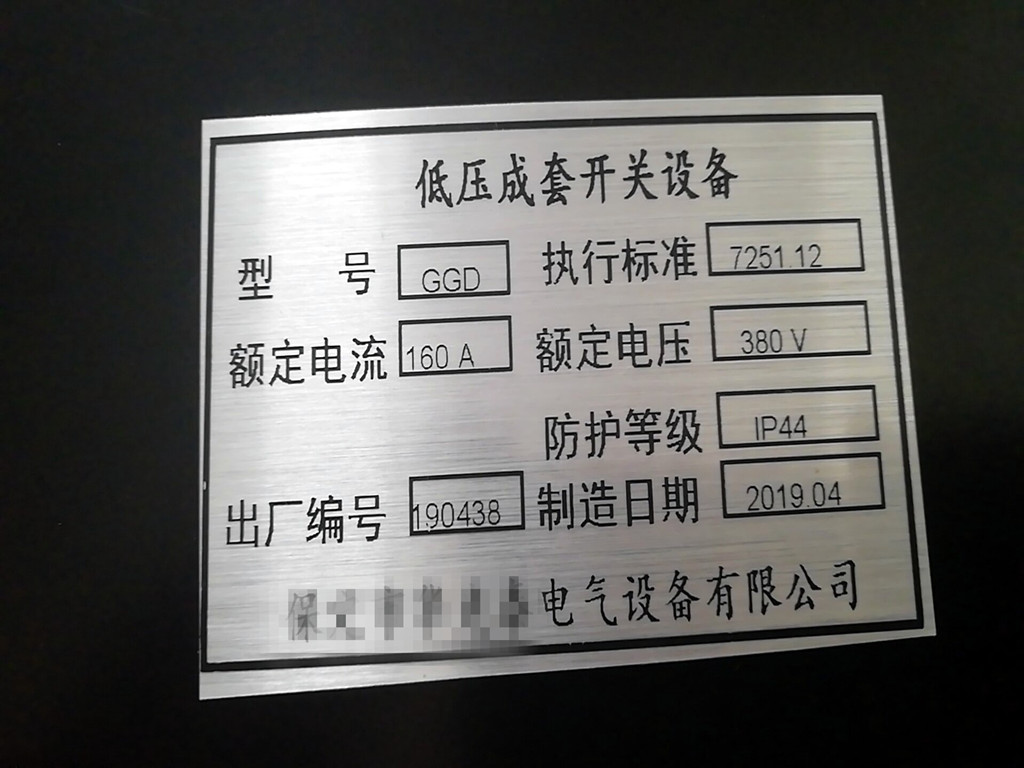 低压成套开关设备
型 号 GGD 执行标准 7251.12
额定电流 160 A 额定电压 380 V
防护等级 IP44
出厂编号 190438 制造日期 2019.04
保 电气设备有限公司